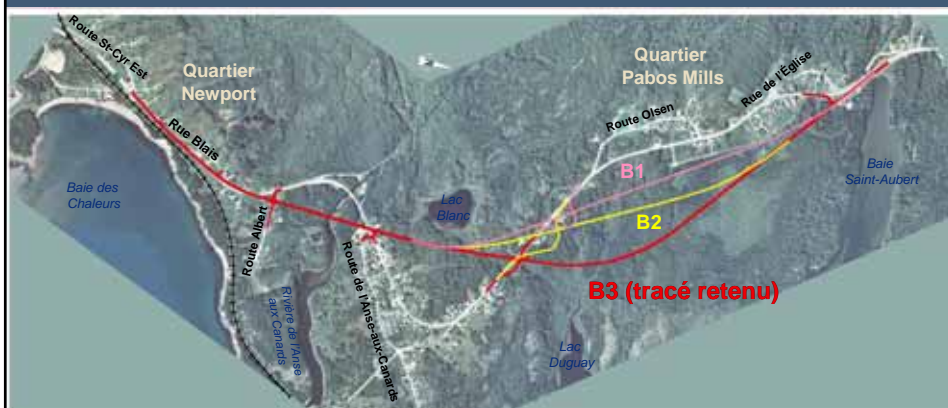 Route St-Cyr Est
Quartier
Newport
Rue Blais
Baie des
Chaleurs
Route Albert
Rivière de l'Anse
aux Canards
Route de l'Anse-aux-Canards
Lac
Blanc
Quartier
Pabos Mills
Route Olsen
Rue de l'Église
B1
B2
B3 (tracé retenu)
Baie
Saint-Aubert
Lac
Duguay